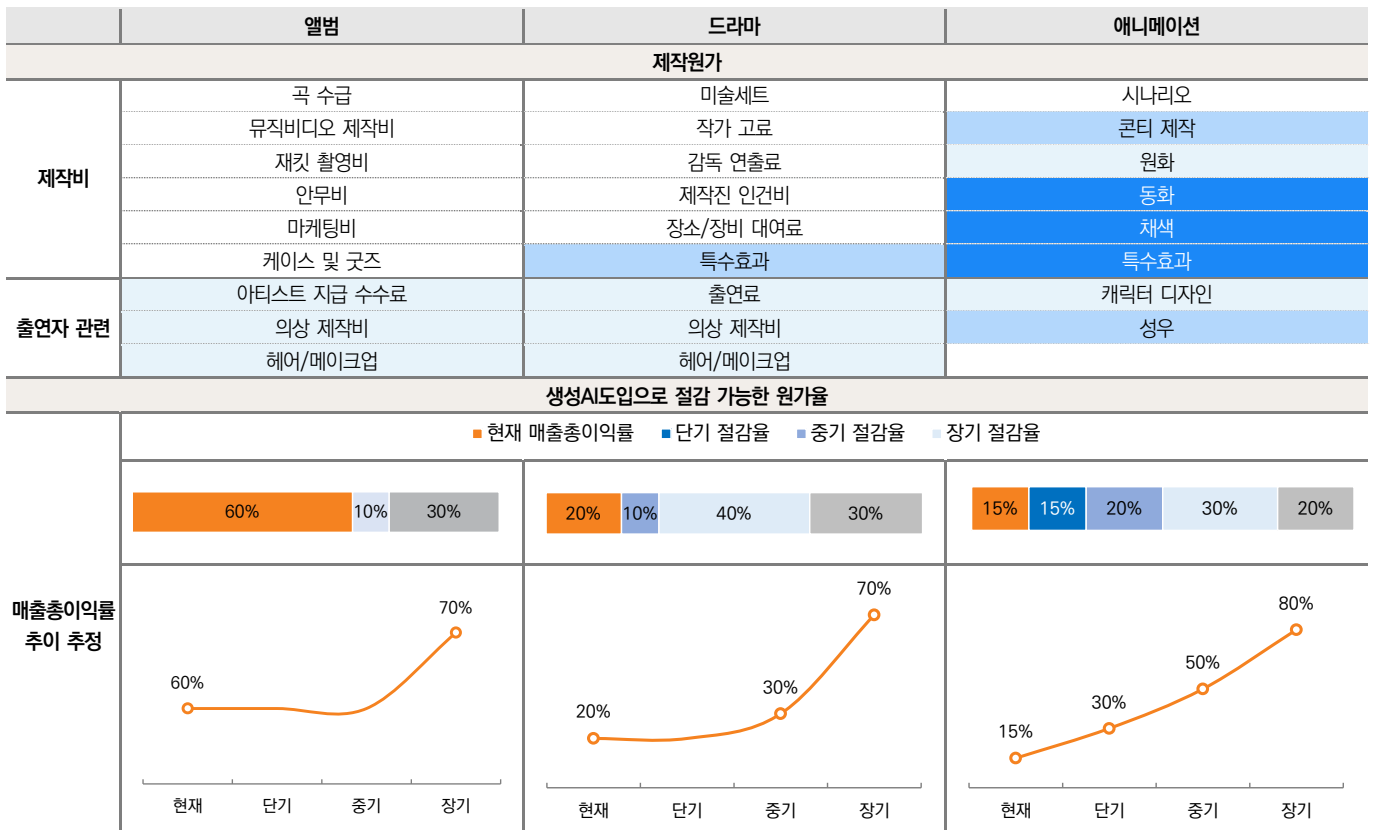 앨범 드라마 애니메이션
제작원가
제작비
곡 수급 미술세트 시나리오
뮤직비디오 제작비 작가 고료 콘티 제작
재킷 촬영비 감독 연출료 원화
안무비 제작진 인건비 동화
마케팅비 장소/장비 대여료 채색
케이스 및 굿즈 특수효과 특수효과
출연자 관련
아티스트 지급 수수료 출연료 캐릭터 디자인
의상 제작비 의상 제작비 성우
헤어/메이크업 헤어/메이크업
생성AI도입으로 절감 가능한 원가율
매출총이익률
추이 추정
현재 매출총이익률 단기 절감율 중기 절감율 장기 절감율
60% 10% 30%
20% 10% 40% 30%
15% 15% 20% 30% 20%
60% 70%
현재 단기 중기 장기
20% 30% 70%
현재 단기 중기 장기
15% 30% 50% 80%
현재 단기 중기 장기